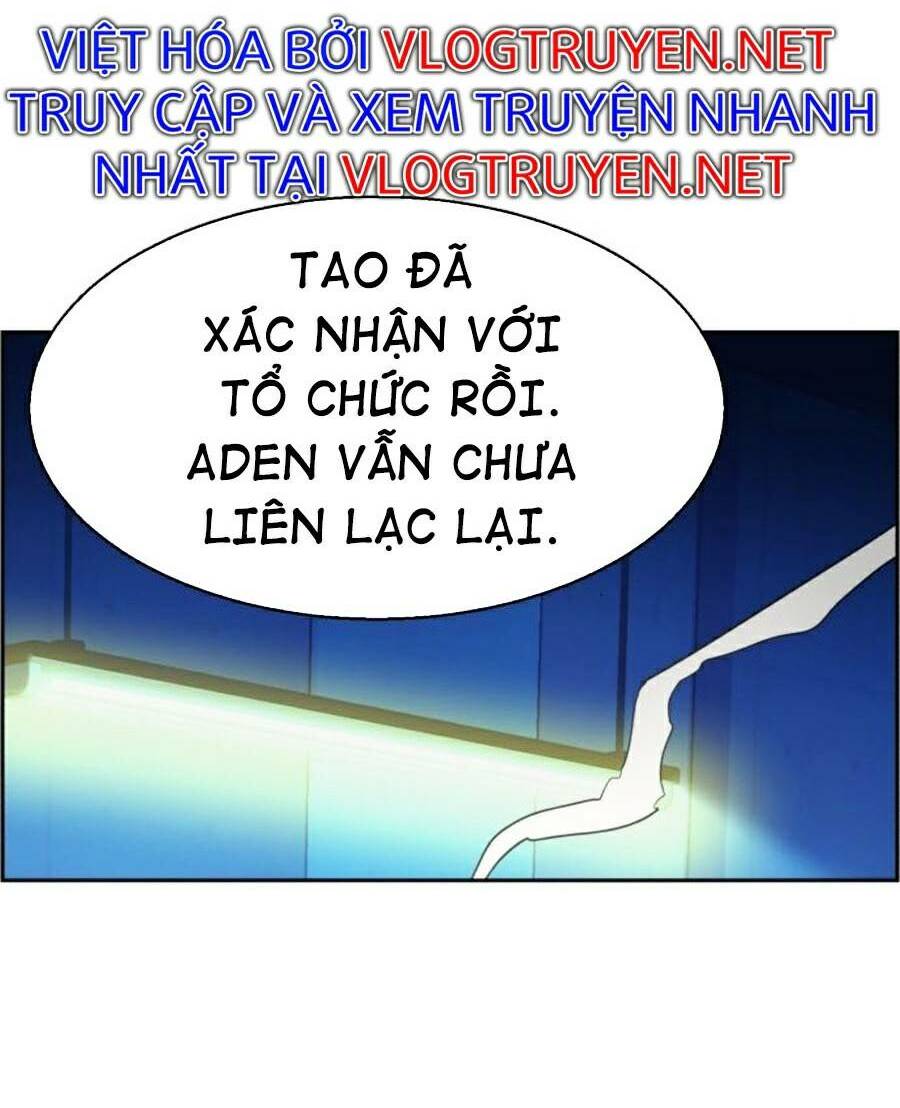 VIỆT HÓA BỞI VLOGTRUYEN.NET
TRUY CẬP VÀ XEM TRUYỆN NHANH
NHẤT TẠI VLOGTRUYEN.NET
TAO ĐÃ
XÁC NHẬN VỚI
TỔ CHỨC RỒI.
ADEN VẪN CHƯA
LIÊN LẠC LẠI.